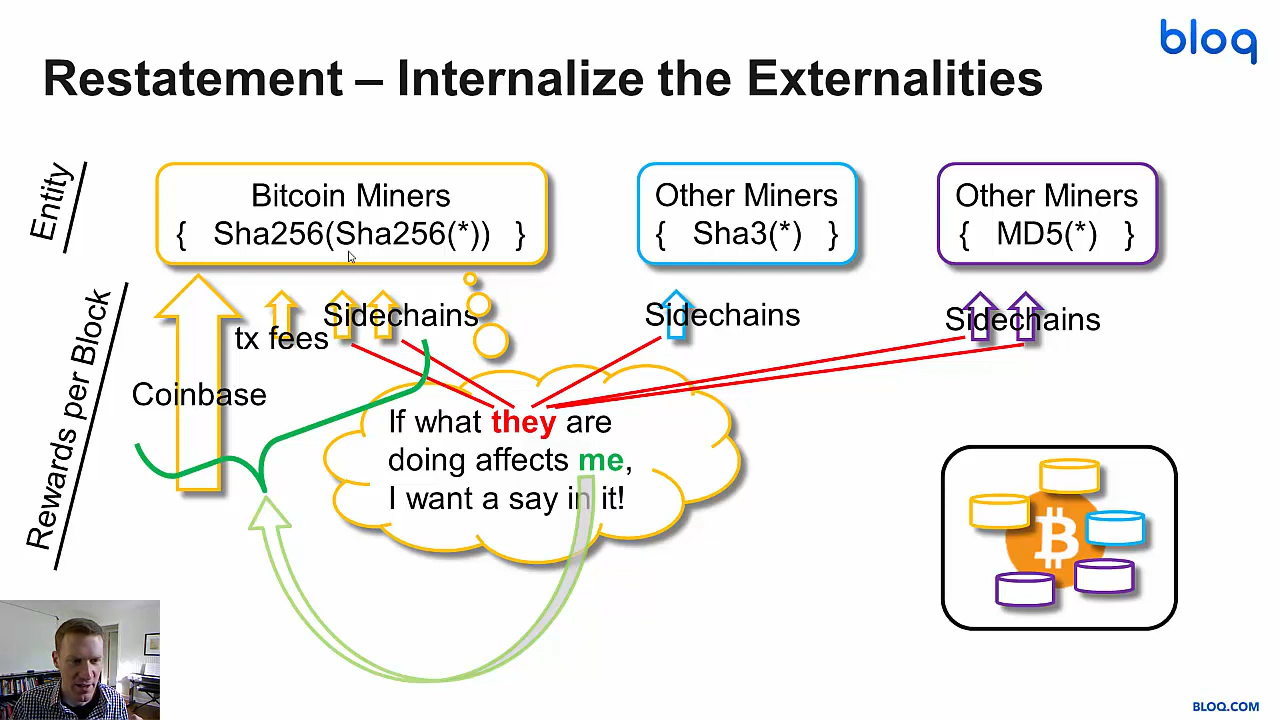 bloq
Restatement – Internalize the Externalities
Entity
Bitcoin Miners
{ Sha256(Sha256(*)) }
Other Miners
{ Sha3(*) }
Other Miners
{ MD5(*) }
Rewards per Block
Coinbase
tx fees
Sidechains
Sidechains
Sidechains
If what they are
doing affects me,
I want a say in it!
BLOQ.COM